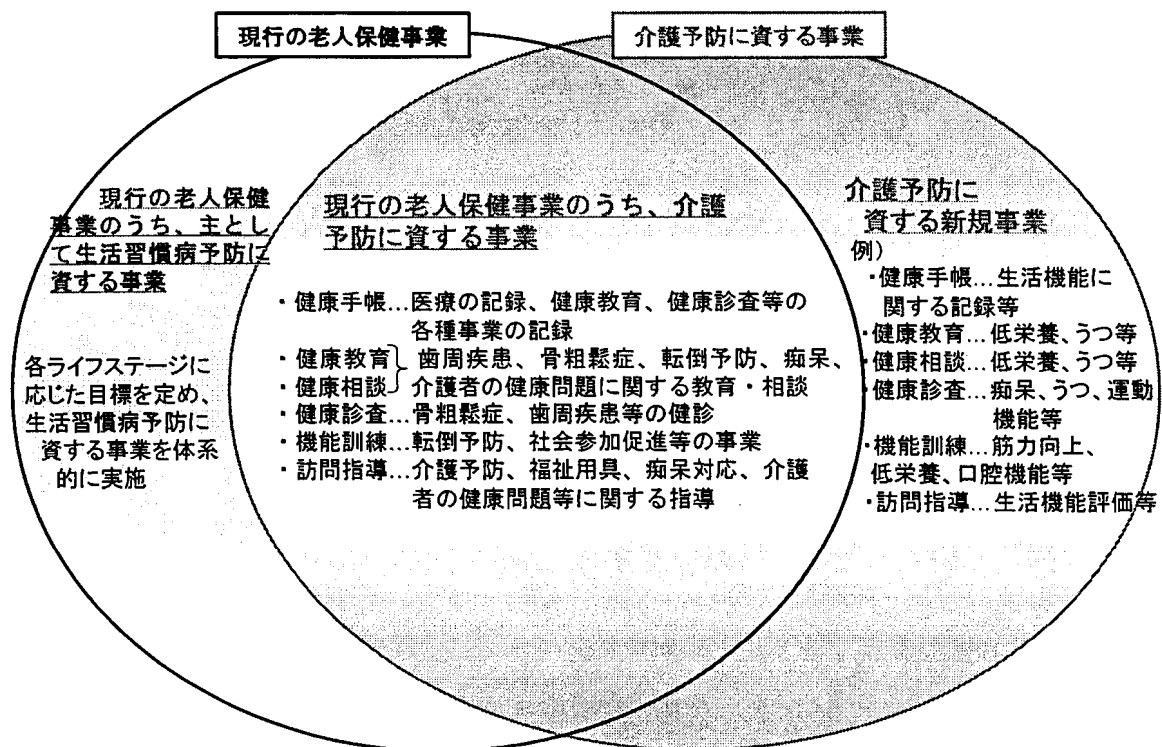 現行の老人保健事業
介護予防に資する事業
現行の老人保健
事業のうち、主とし
て生活習慣病予防に
資する事業
各ライフステージに
応じた目標を定め、
生活習慣病予防に
資する事業を体系
的に実施
現行の老人保健事業のうち、介護
予防に資する事業
・健康手帳…医療の記録、健康教育、健康診査等の
各種事業の記録
・健康教育 歯周疾患、骨粗鬆症、転倒予防、痴呆、
・健康相談 介護者の健康問題に関する教育・相談
・健康診査…骨粗鬆症、歯周疾患等の健診
・機能訓練…転倒予防、社会参加促進等の事業
・訪問指導…介護予防、福祉用具、痴呆対応、介護
者の健康問題等に関する指導
介護予防に
資する新規事業
例）
・健康手帳…生活機能に
関する記録等
・健康教育…低栄養、うつ等
・健康相談…低栄養、うつ等
・健康診査…痴呆、うつ、運動
機能等
・機能訓練…筋力向上、
低栄養、口腔機能等
・訪問指導…生活機能評価等